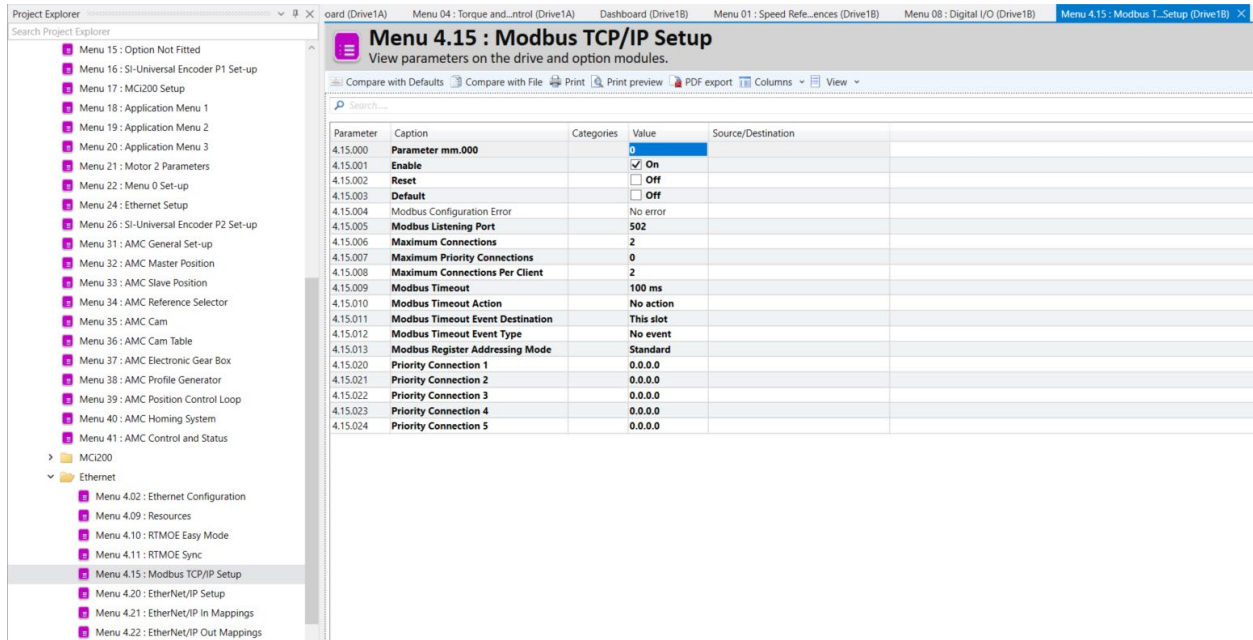 Project Explorer
Search Project Explorer
Menu 15 : Option Not Fitted
Menu 16 : SI-Universal Encoder P1 Set-up
Menu 17 : MCi200 Setup
Menu 18 : Application Menu 1
Menu 19 : Application Menu 2
Menu 20 : Application Menu 3
Menu 21 : Motor 2 Parameters
Menu 22 : Menu 0 Set-up
Menu 24 : Ethernet Setup
Menu 26 : SI-Universal Encoder P2 Set-up
Menu 31 : AMC General Set-up
Menu 32 : AMC Master Position
Menu 33 : AMC Slave Position
Menu 34 : AMC Reference Selector
Menu 35 : AMC Cam
Menu 36 : AMC Cam Table
Menu 37 : AMC Electronic Gear Box
Menu 38 : AMC Profile Generator
Menu 39 : AMC Position Control Loop
Menu 40 : AMC Homing System
Menu 41 : AMC Control and Status
MCi200
Ethernet
Menu 4.02 : Ethernet Configuration
Menu 4.09 : Resources
Menu 4.10 : RTMOE Easy Mode
Menu 4.11 : RTMOE Sync
Menu 4.15 : Modbus TCP/IP Setup
Menu 4.20 : EtherNet/IP Setup
Menu 4.21 : EtherNet/IP In Mappings
Menu 4.22 : EtherNet/IP Out Mappings
oard (Drive1A) Menu 04 : Torque and...ntrol (Drive1A) Dashboard (Drive1B) Menu 01 : Speed Refe...ences (Drive1B) Menu 08 : Digital I/O (Drive1B) Menu 4.15 : Modbus T...Setup (Drive1B)
Menu 4.15 : Modbus TCP/IP Setup
View parameters on the drive and option modules.
Compare with Defaults Compare with File Print Print preview PDF export Columns View
Search....
Parameter Caption Categories Value Source/Destination
4.15.000 Parameter mm.000 0
4.15.001 Enable On
4.15.002 Reset Off
4.15.003 Default Off
4.15.004 Modbus Configuration Error No error
4.15.005 Modbus Listening Port 502
4.15.006 Maximum Connections 2
4.15.007 Maximum Priority Connections 0
4.15.008 Maximum Connections Per Client 2
4.15.009 Modbus Timeout 100 ms
4.15.010 Modbus Timeout Action No action
4.15.011 Modbus Timeout Event Destination This slot
4.15.012 Modbus Timeout Event Type No event
4.15.013 Modbus Register Addressing Mode Standard
4.15.020 Priority Connection 1 0.0.0.0
4.15.021 Priority Connection 2 0.0.0.0
4.15.022 Priority Connection 3 0.0.0.0
4.15.023 Priority Connection 4 0.0.0.0
4.15.024 Priority Connection 5 0.0.0.0